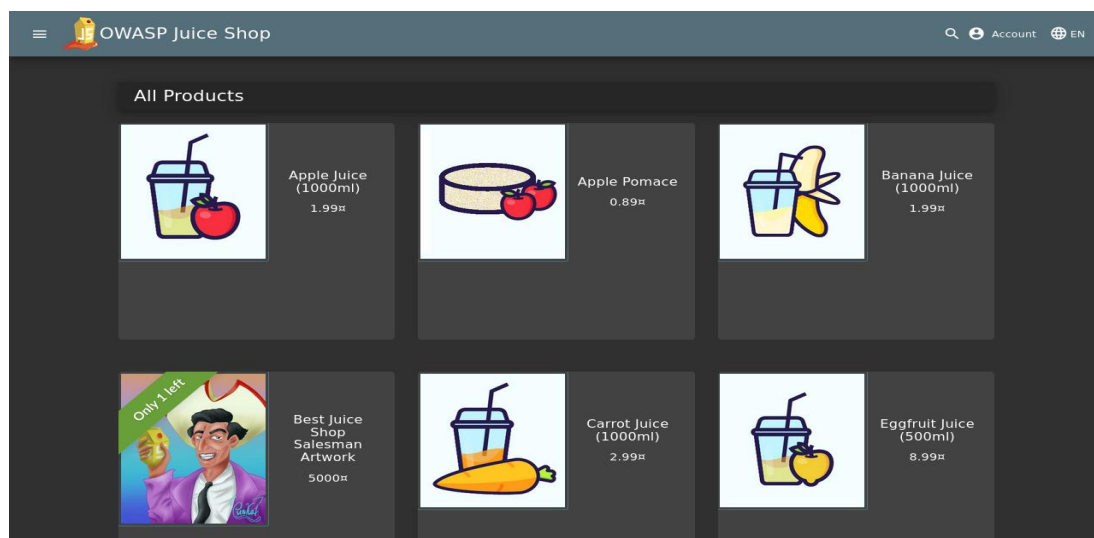 OWASP Juice Shop
Account
EN
All Products
Apple Juice
(1000ml)
1.99¤
Apple Pomace
0.89¤
Banana Juice
(1000ml)
1.99¤
Only 1 left
Best Juice
Shop
Salesman
Artwork
5000¤
Carrot Juice
(1000ml)
2.99¤
Eggfruit Juice
(500ml)
8.99¤